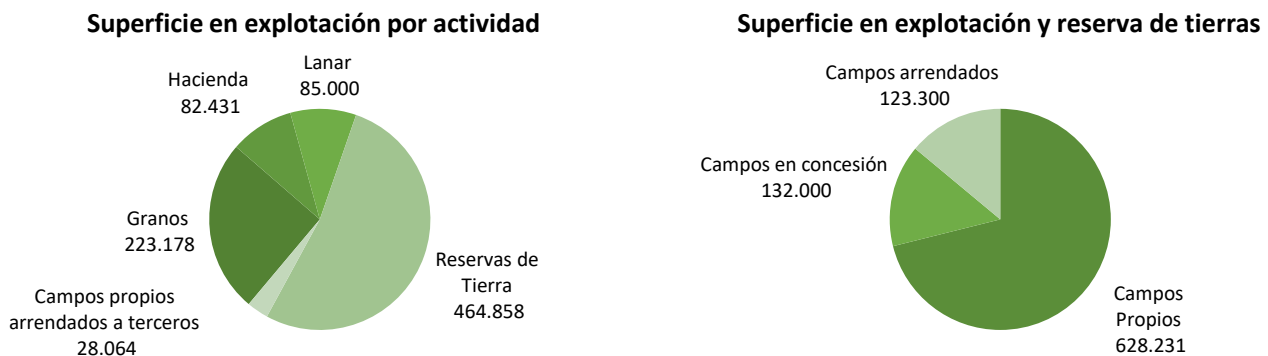 Superficie en explotación por actividad
Lanar
85.000
Hacienda
82.431
Granos
223.178
Campos propios
arrendados a terceros
28.064
Reservas de
Tierra
464.858
Superficie en explotación y reserva de tierras
Campos arrendados
123.300
Campos en concesión
132.000
Campos
Propios
628.231